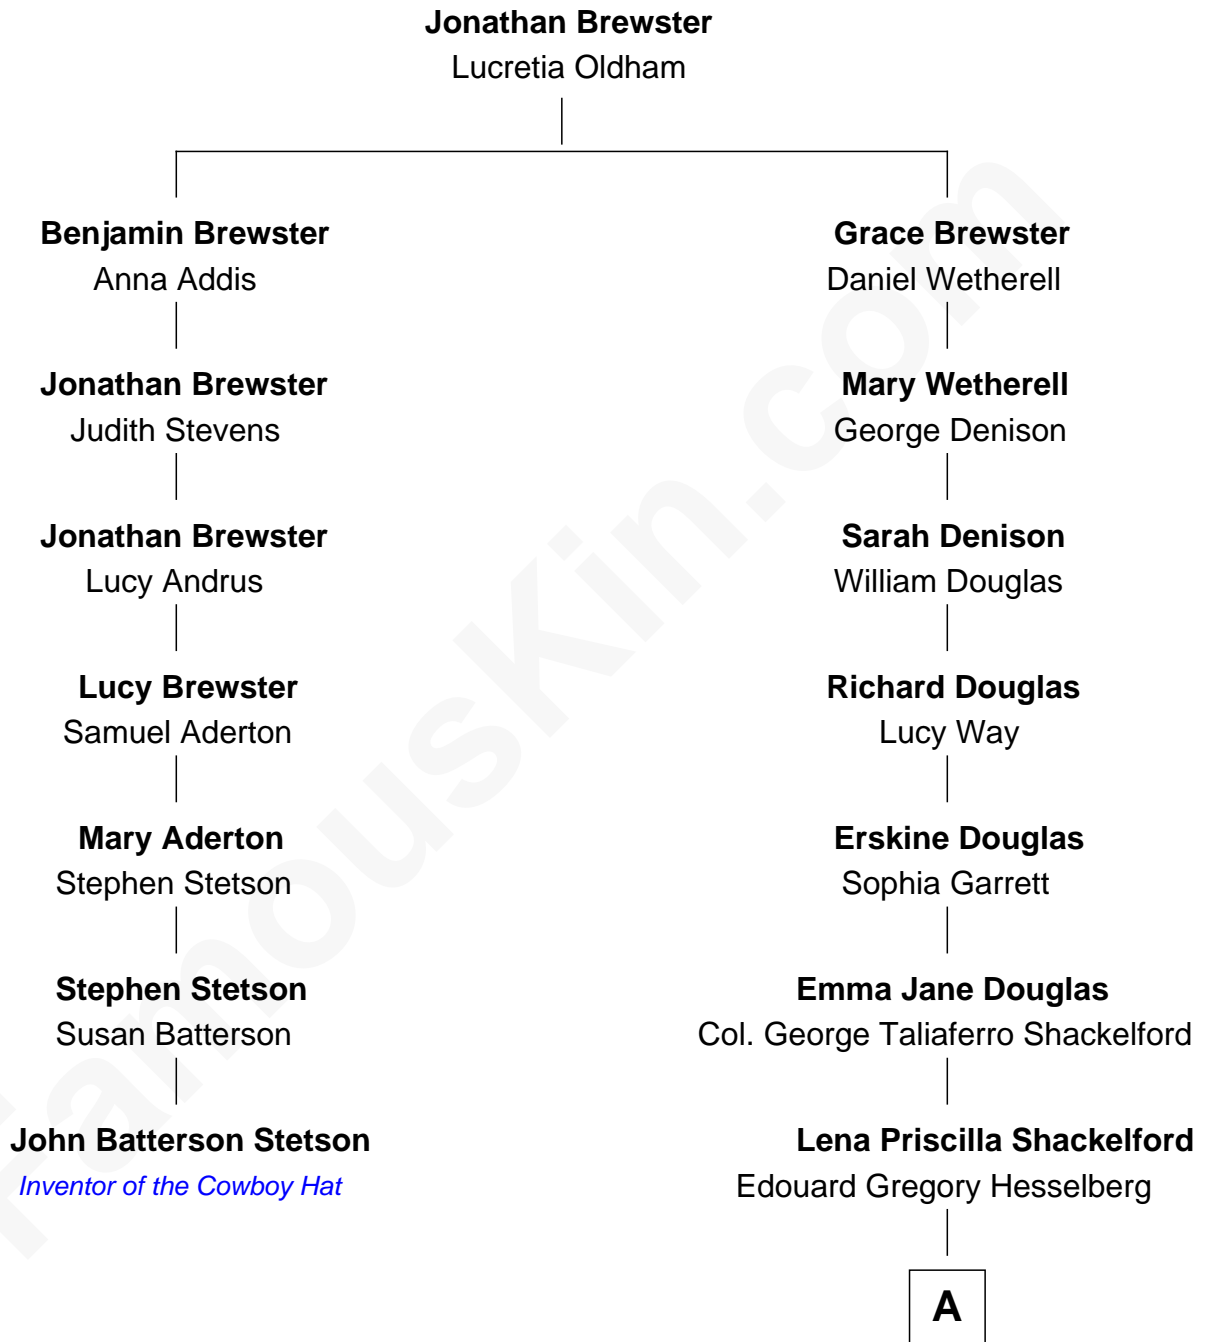 Jonathan Brewster
Lucretia Oldham
Benjamin Brewster
Anna Addis
Grace Brewster
Daniel Wetherell
Jonathan Brewster
Judith Stevens
Mary Wetherell
George Denison
Jonathan Brewster
Lucy Andrus
Sarah Denison
William Douglas
Lucy Brewster
Samuel Aderton
Richard Douglas
Lucy Way
Mary Aderton
Stephen Stetson
Erskine Douglas
Sophia Garrett
Stephen Stetson
Susan Batterson
Emma Jane Douglas
Col. George Taliaferro Shackelford
John Batterson Stetson
Inventor of the Cowboy Hat
Lena Priscilla Shackelford
Edouard Gregory Hesselberg
A
FamousKin.com